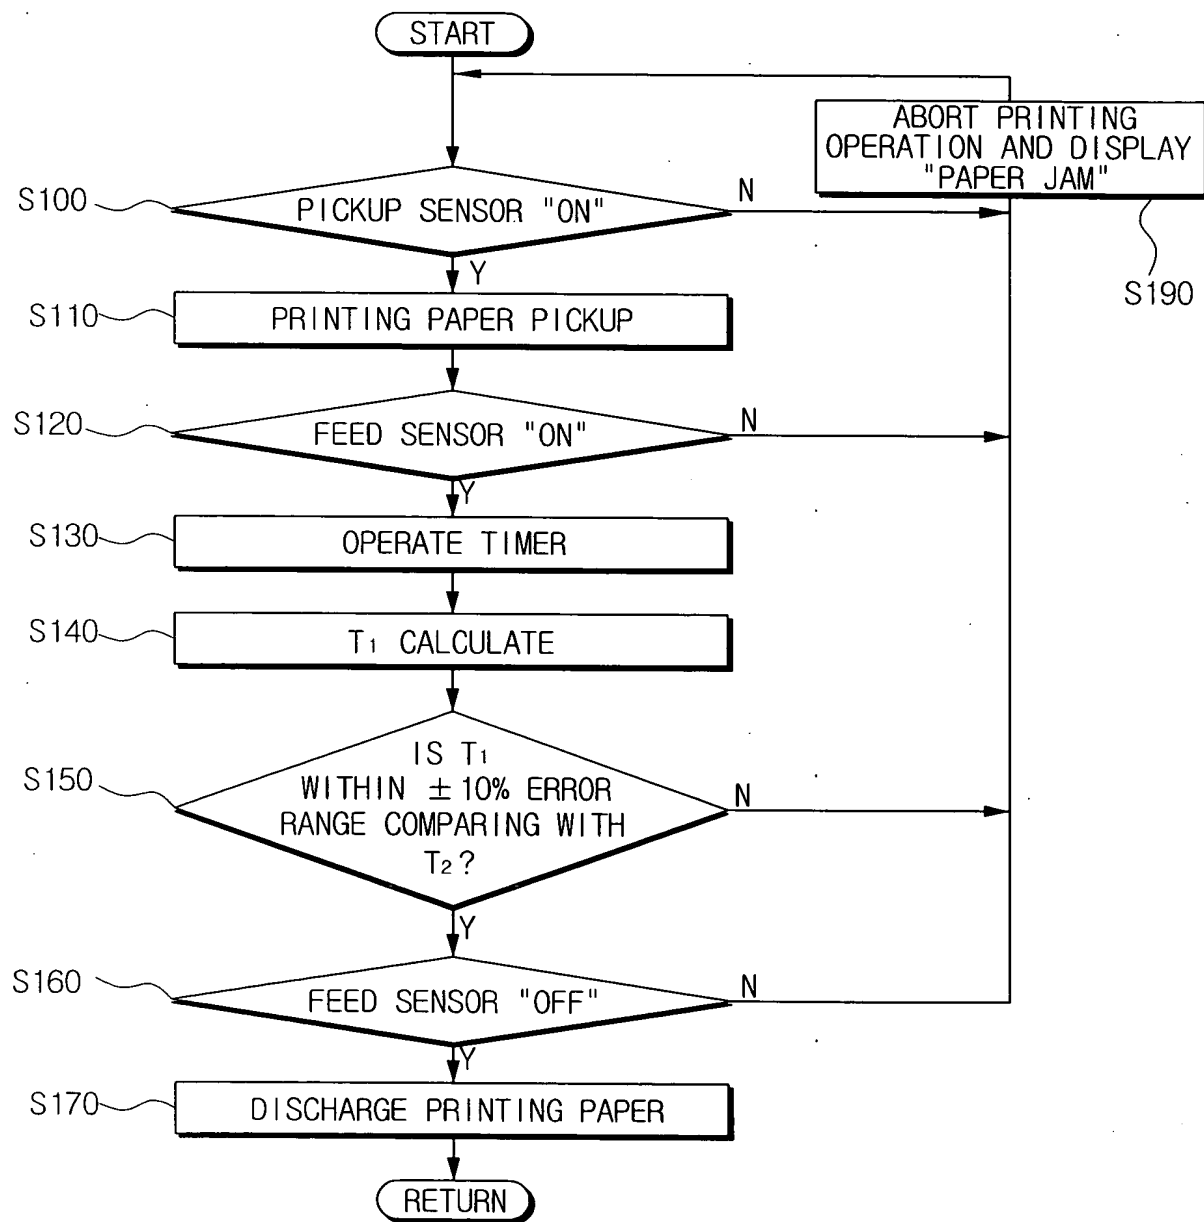 START
ABORT PRINTING
OPERATION AND DISPLAY
"PAPER JAM"
S190
S100
PICKUP SENSOR "ON"
N
Y
S110
PRINTING PAPER PICKUP
S120
FEED SENSOR "ON"
N
Y
S130
OPERATE TIMER
S140
T1 CALCULATE
S150
IS T1
WITHIN ±10% ERROR
RANGE COMPARING WITH
T2?
N
Y
S160
FEED SENSOR "OFF"
N
Y
S170
DISCHARGE PRINTING PAPER
RETURN